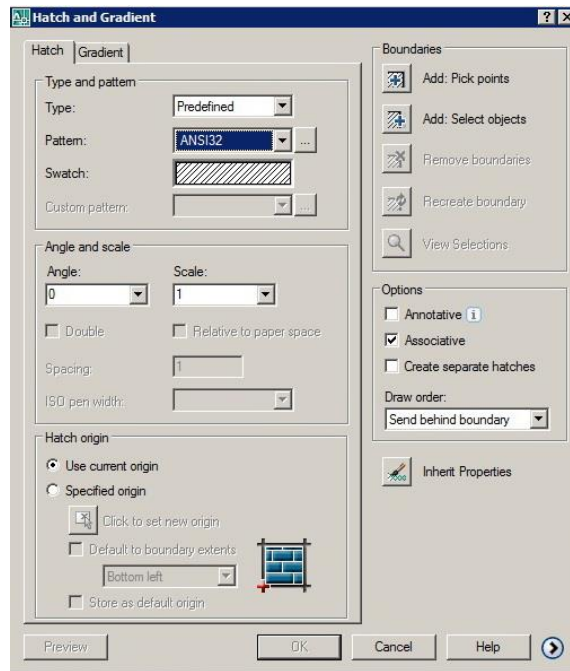 Hatch and Gradient
Hatch
Gradient
Type and pattern
Type:
Predefined
Pattern:
ANSI32
...
Swatch:
Custom pattern:
...
Angle and scale
Angle:
Scale:
0
1
Double
Relative to paper space
Spacing:
1
ISO pen width:
Hatch origin
Use current origin
Specified origin
Click to set new origin
Default to boundary extents
Bottom left
Store as default origin
Boundaries
Add: Pick points
Add: Select objects
Remove boundaries
Recreate boundary
View Selections
Options
Annotative
Associative
Create separate hatches
Draw order:
Send behind boundary
Inherit Properties
Preview
OK
Cancel
Help